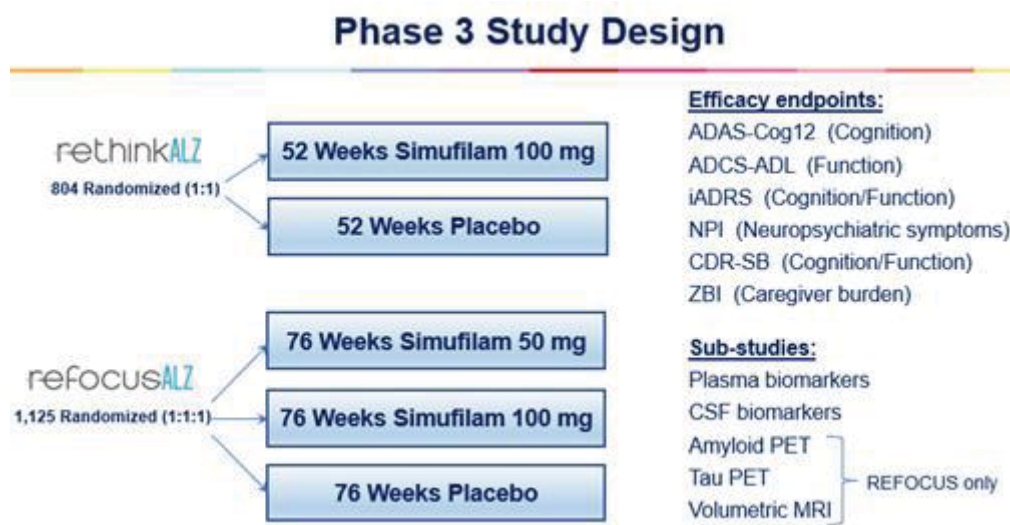 Phase 3 Study Design
rethinkALZ
804 Randomized (1:1)
52 Weeks Simufilam 100 mg
52 Weeks Placebo
refocusALZ
1,125 Randomized (1:1:1)
76 Weeks Simufilam 50 mg
76 Weeks Simufilam 100 mg
76 Weeks Placebo
Efficacy endpoints:
ADAS-Cog12 (Cognition)
ADCS-ADL (Function)
iADRS (Cognition/Function)
NPI (Neuropsychiatric symptoms)
CDR-SB (Cognition/Function)
ZBI (Caregiver burden)
Sub-studies:
Plasma biomarkers
CSF biomarkers
Amyloid PET
Tau PET
Volumetric MRI
REFOCUS only